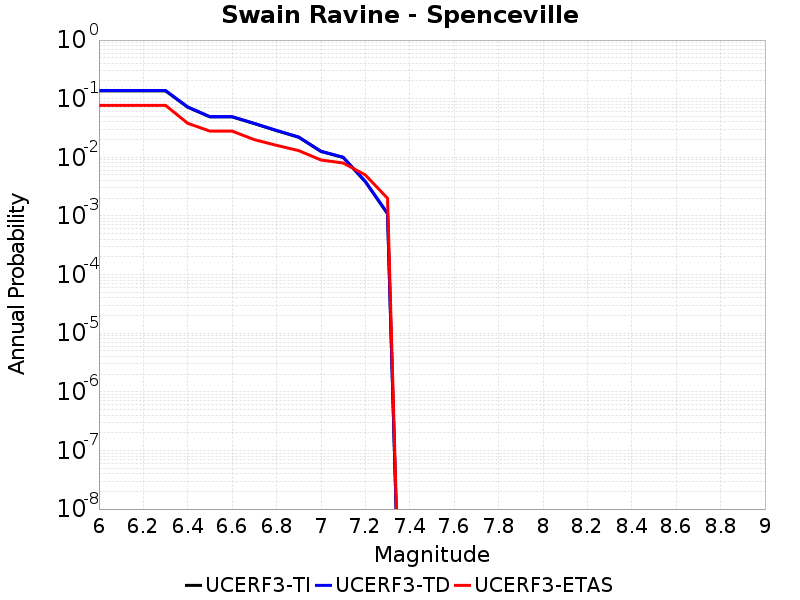 Swain Ravine - Spenceville
Annual Probability
10^0
10^-1
10^-2
10^-3
10^-4
10^-5
10^-6
10^-7
10^-8
6 6.2 6.4 6.6 6.8 7 7.2 7.4 7.6 7.8 8 8.2 8.4 8.6 8.8 9
Magnitude
UCERF3-TI UCERF3-TD UCERF3-ETAS